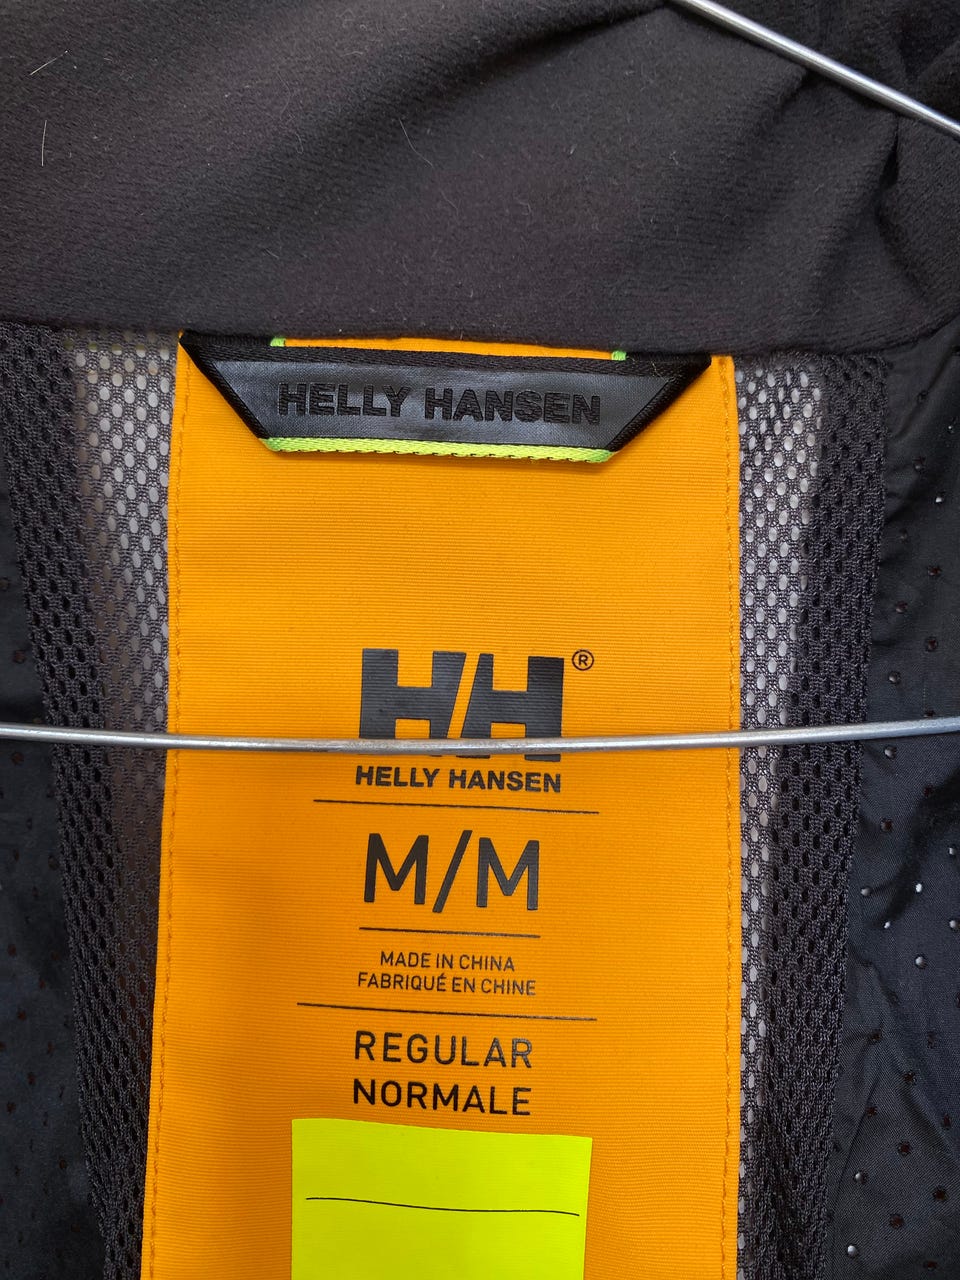 HELLY HANSEN
HH®
HELLY HANSEN
M/M
MADE IN CHINA
FABRIQUÉ EN CHINE
REGULAR
NORMALE